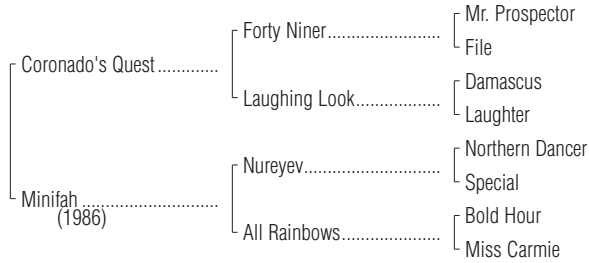 Mr. Prospector
Forty Niner
File
Coronado's Quest
Damascus
Laughing Look
Laughter
Northern Dancer
Nureyev
Special
Minifah
(1986)
Bold Hour
All Rainbows
Miss Carmie